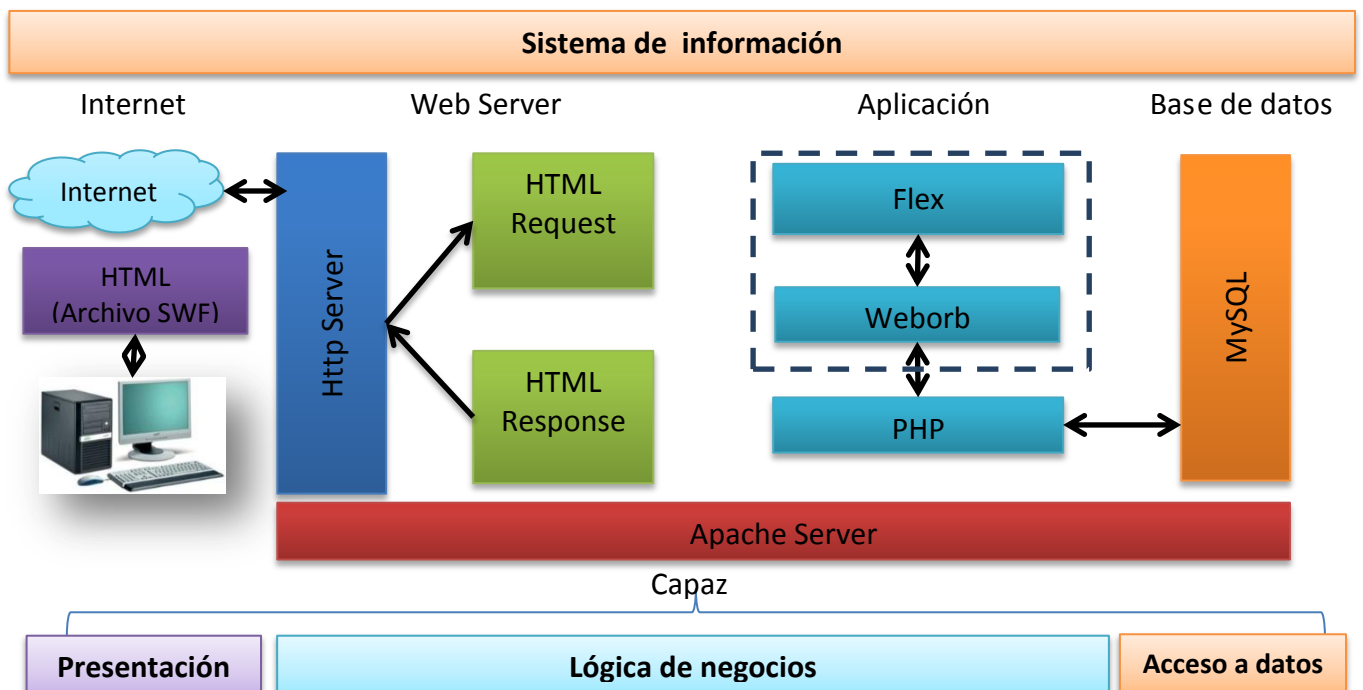 Sistema de información
Internet
Web Server
Aplicación
Base de datos
Internet
HTML
(Archivo SWF)
Http Server
HTML
Request
HTML
Response
Flex
Weborb
PHP
MySQL
Apache Server
Capaz
Presentación
Lógica de negocios
Acceso a datos